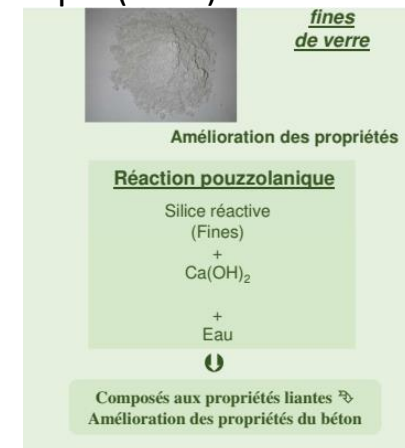 fines
de verre
Amélioration des propriétés
Réaction pouzzolanique
Silice réactive
(Fines)
+
Ca(OH)2
+
Eau
Composés aux propriétés liantes
Amélioration des propriétés du béton